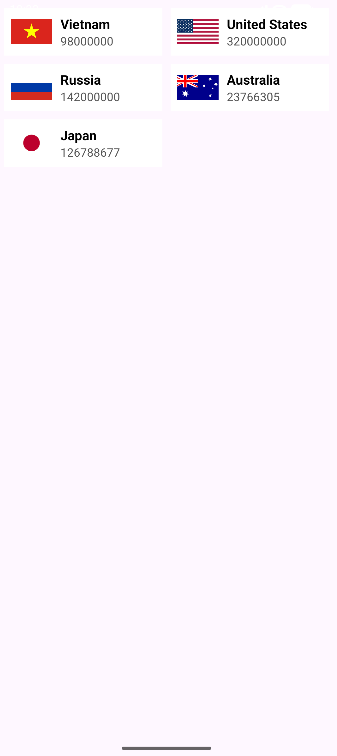 Vietnam
98000000
United States
320000000
Russia
142000000
Australia
23766305
Japan
126788677